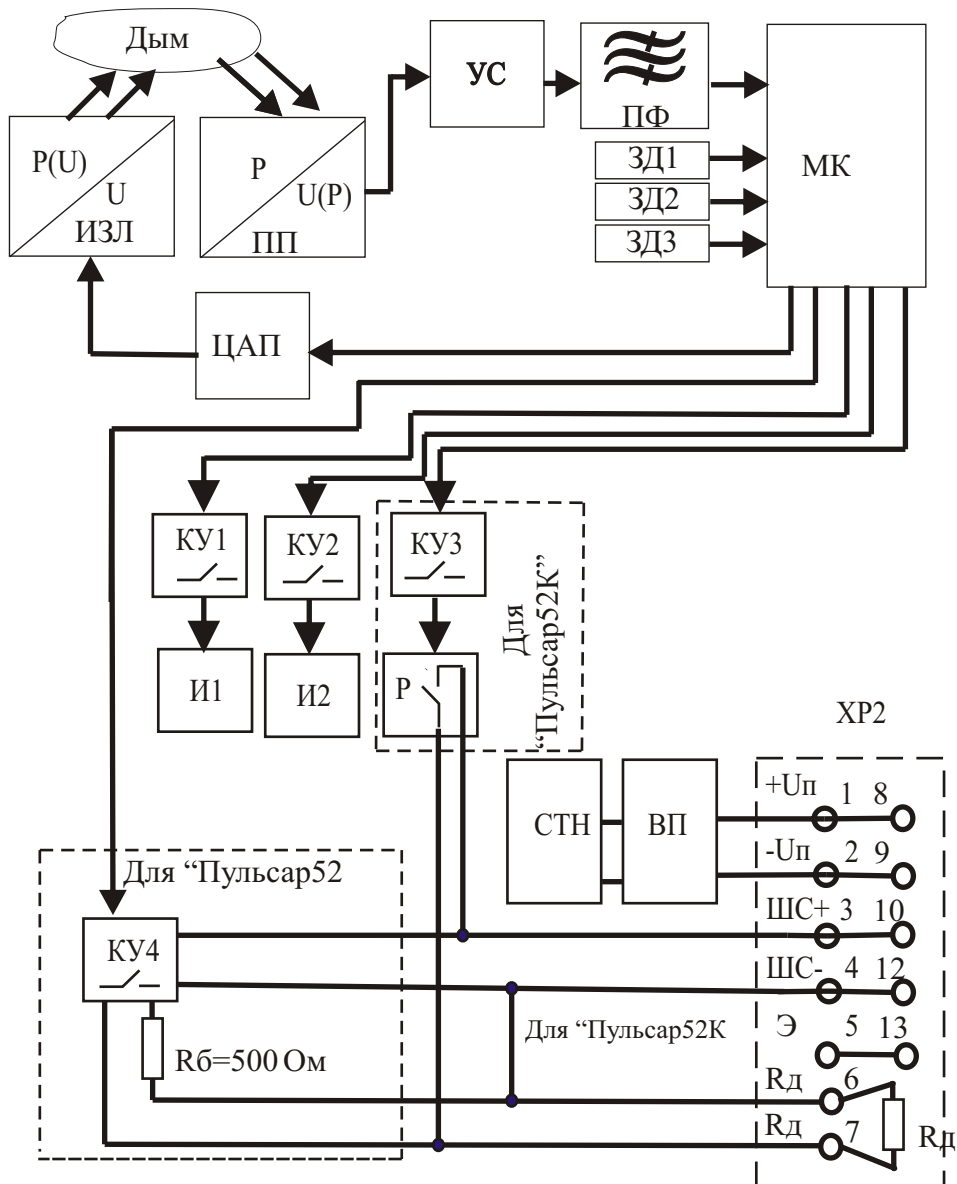 Дым
УС
ПФ
P(U)
U
ИЗЛ
P
U(P)
ПП
ЗД1
ЗД2
ЗД3
МК
ЦАП
КУ1
КУ2
КУ3
Для
“Пульсар52К”
И1
И2
Р
ХР2
СТН
ВП
+Uп 1 8
-Uп 2 9
ШС+ 3 10
ШС- 4 12
Э 5 13
Rд 6
Rд 7
Rд
Для “Пульсар52
КУ4
Rб=500 Ом
Для “Пульсар52К